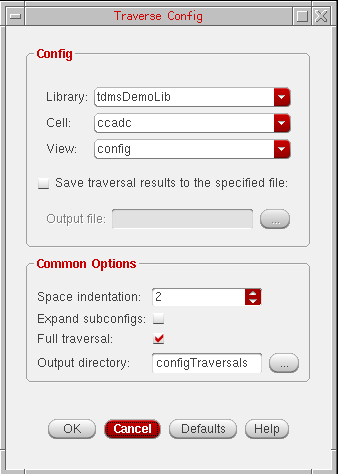 Traverse Config
Config
Library: tdmsDemoLib
Cell: ccadc
View: config
Save traversal results to the specified file:
Output file: ...
Common Options
Space indentation: 2
Expand subconfigs:
Full traversal:
Output directory: configTraversals ...
OK Cancel Defaults Help